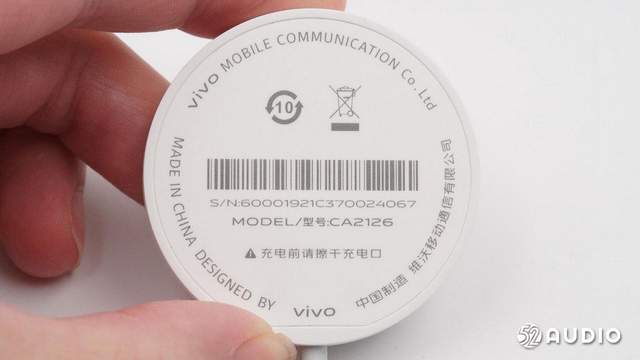 vivo MOBILE COMMUNICATION Co. Ltd
10
S/N:60001921C370024067
MODEL/型号:CA2126
充电前请擦干充电口
MADE IN CHINA DESIGNED BY vivo
中国制造 维沃移动通信有限公司
52AUDIO